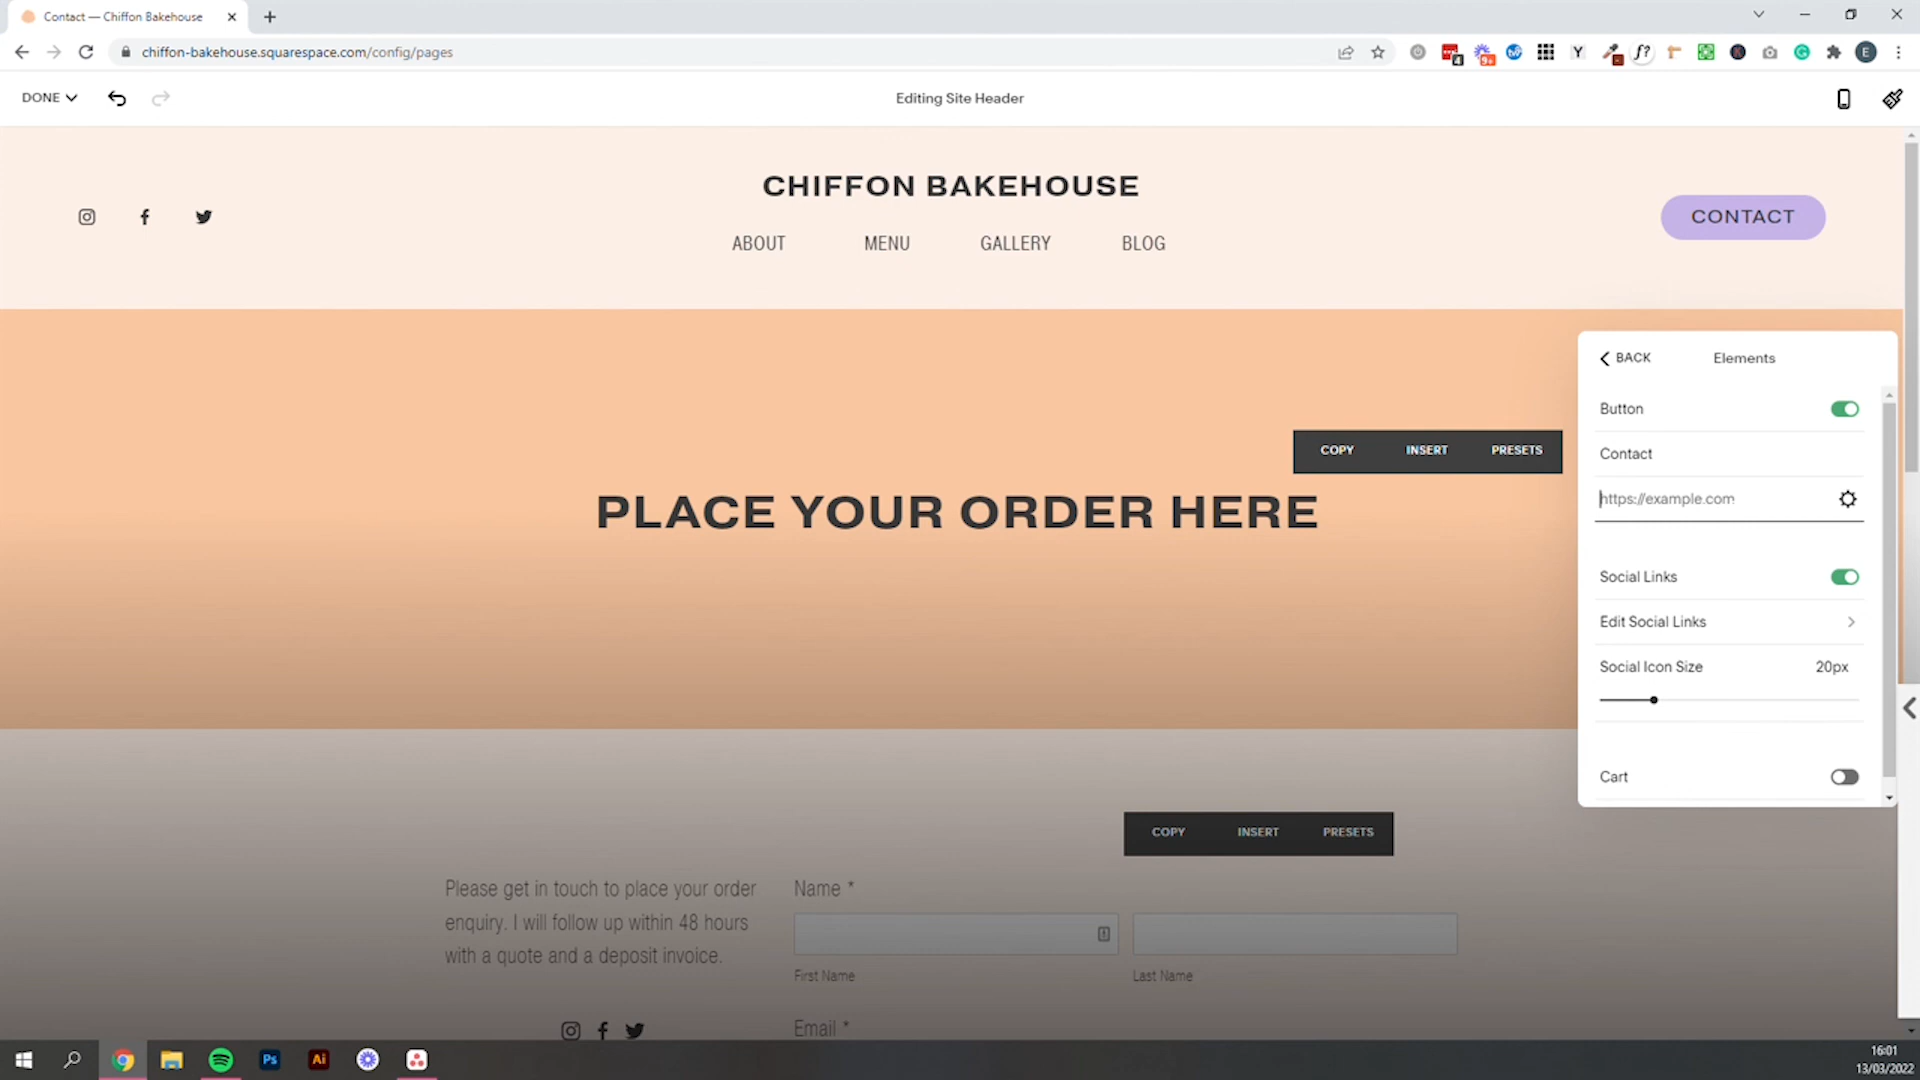 Contact — Chiffon Bakehouse
chiffon-bakehouse.squarespace.com/config/pages
4
9+
Y
f?
E
DONE
Editing Site Header
CHIFFON BAKEHOUSE
ABOUT MENU GALLERY BLOG
CONTACT
BACK Elements
Button
Contact
https://example.com
Social Links
Edit Social Links
Social Icon Size 20px
Cart
COPY INSERT PRESETS
PLACE YOUR ORDER HERE
COPY INSERT PRESETS
Please get in touch to place your order
enquiry. I will follow up within 48 hours
with a quote and a deposit invoice.
Name *
First Name Last Name
Email *
Ps
Ai
16:01
13/03/2022